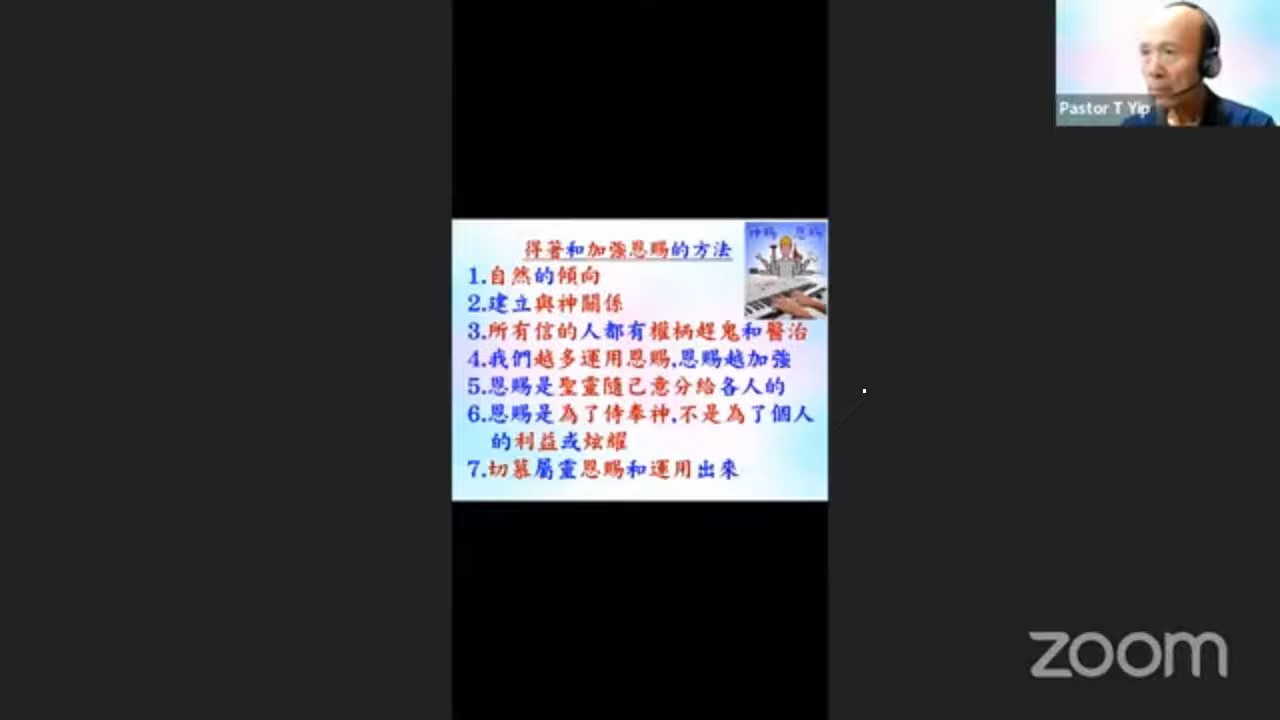 Pastor T Yip
得著和加強恩賜的方法
1.自然的傾向
2.建立與神關係
3.所有信的人都有權柄趕鬼和醫治
4.我們越多運用恩賜,恩賜越加強
5.恩賜是聖靈隨己意分給各人的
6.恩賜是為了侍奉神,不是為了個人
的利益或炫耀
7.切慕屬靈恩賜和運用出來
zoom